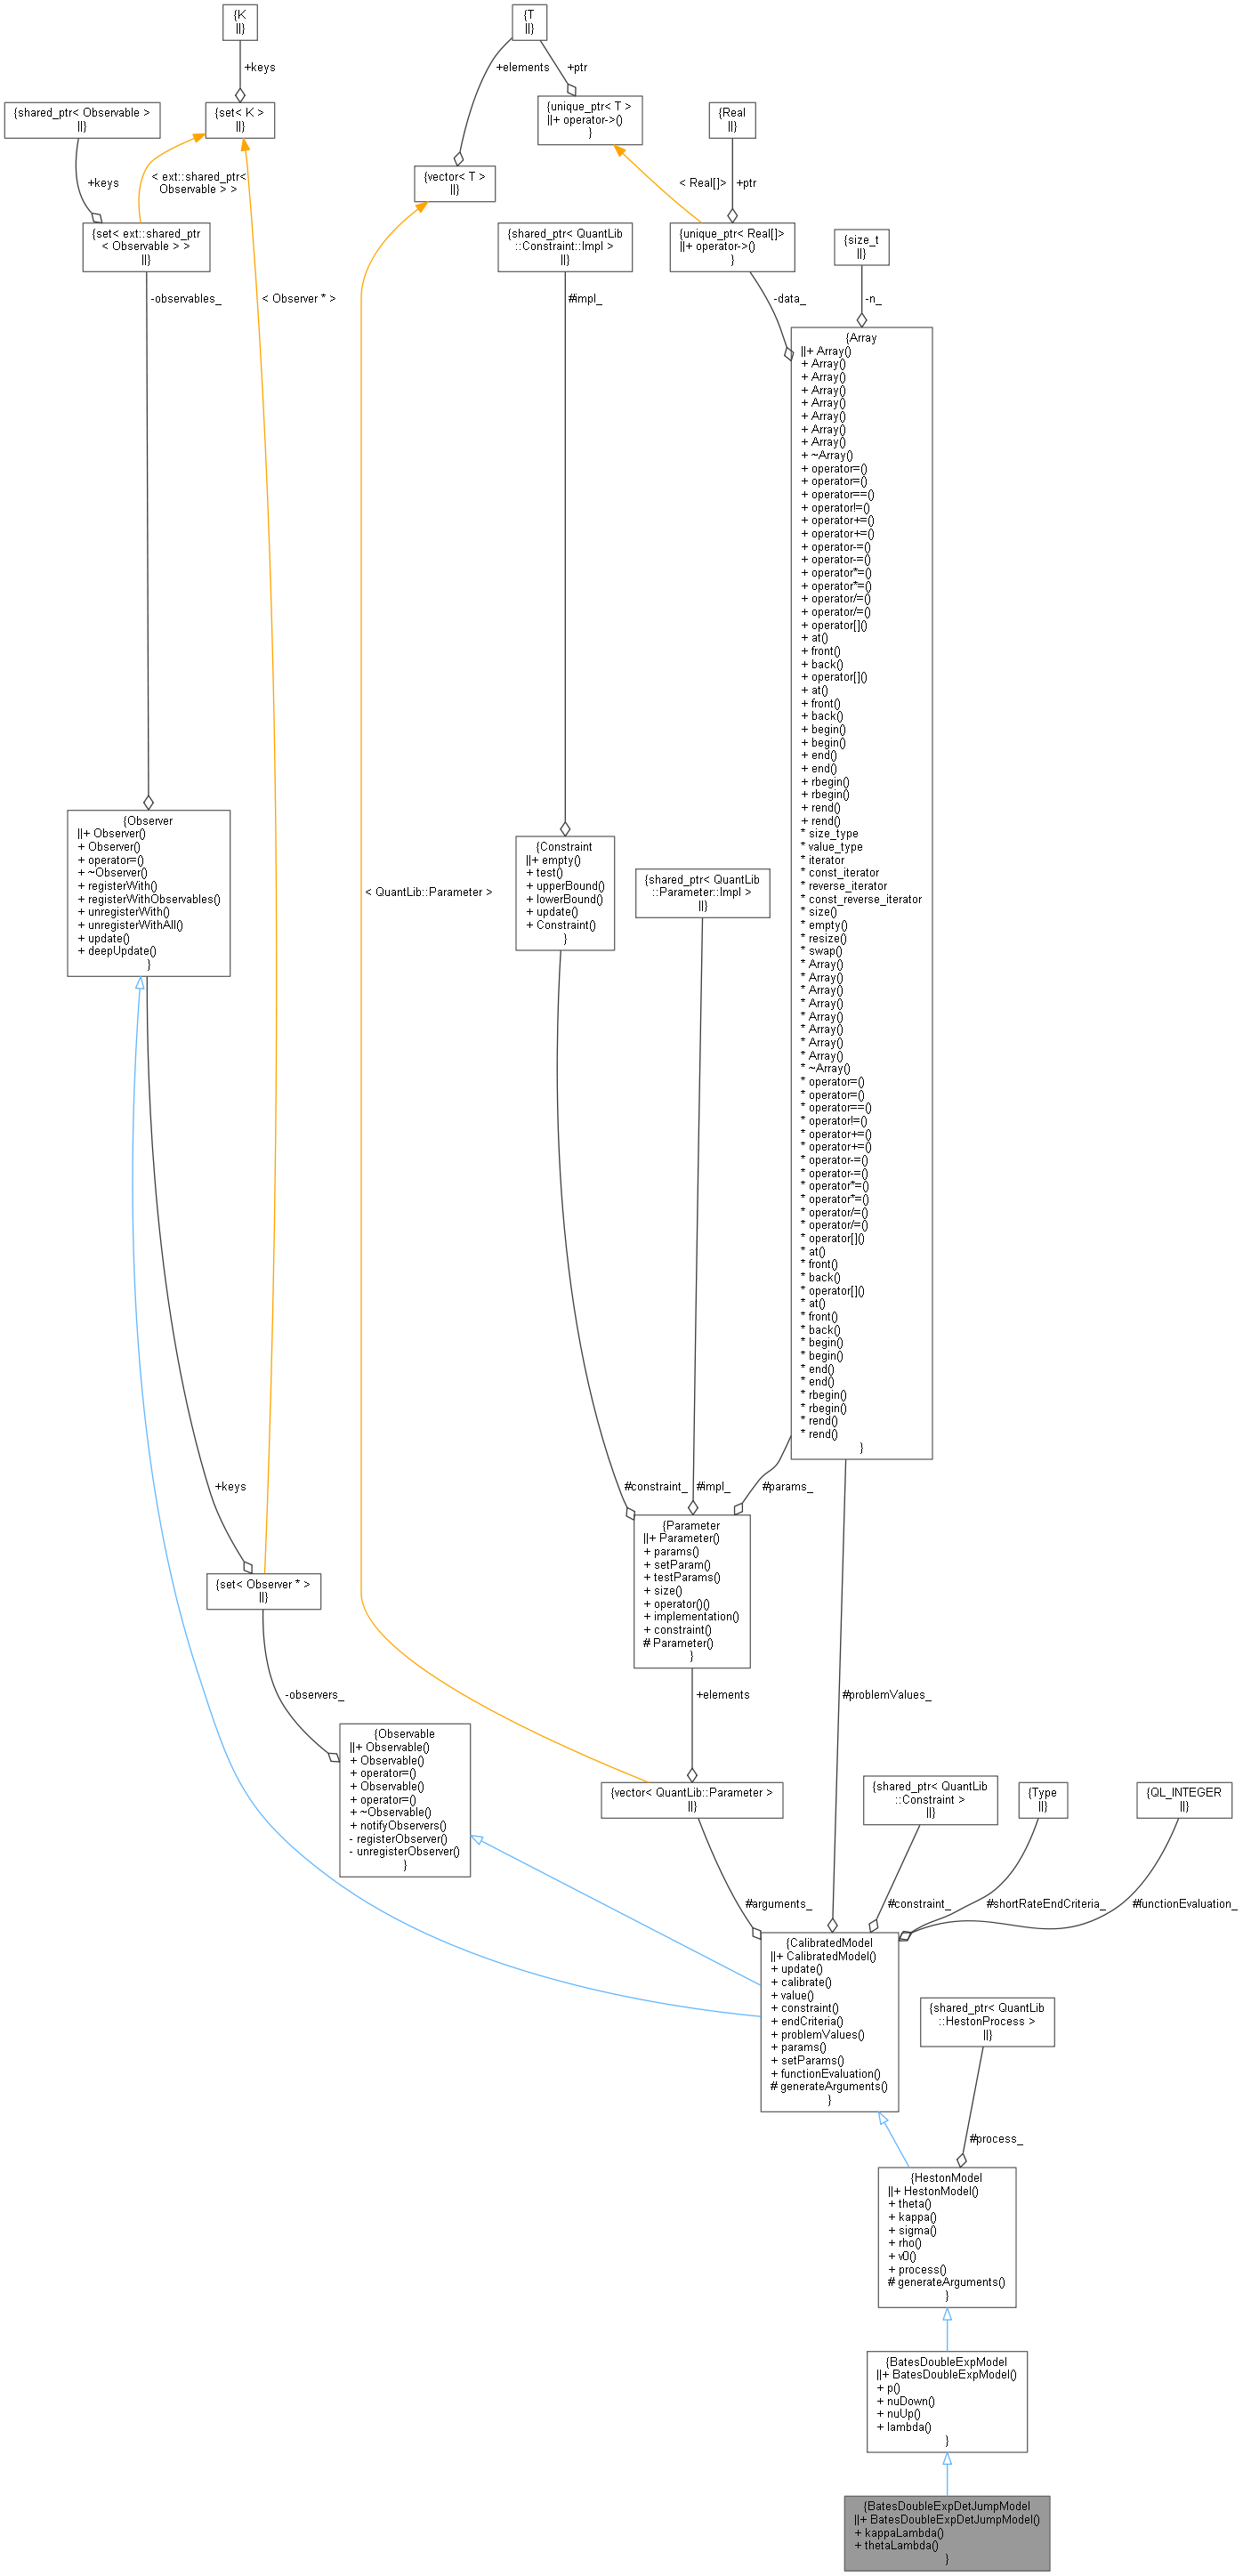 {K
||}
{T
||}
+keys
+elements
+ptr
{shared_ptr< Observable >
||}
{set< K >
||}
{unique_ptr< T >
||+ operator->()
}
{Real
||}
+keys
< ext::shared_ptr<
Observable > >
{vector< T >
||}
< Real[]>
+ptr
{set< ext::shared_ptr
< Observable > >
||}
{shared_ptr< QuantLib
::Constraint::Impl >
||}
{unique_ptr< Real[]>
||+ operator->()
}
{size_t
||}
-observables_
< Observer * >
#impl_
-data_
-n_
{Array
||+ Array()
+ Array()
+ Array()
+ Array()
+ Array()
+ Array()
+ Array()
+ Array()
+ ~Array()
+ operator=()
+ operator=()
+ operator==()
+ operator!=()
+ operator+=()
+ operator+=()
+ operator-=()
+ operator-=()
+ operator*=()
+ operator*=()
+ operator/=()
+ operator/=()
+ operator[]()
+ at()
+ front()
+ back()
+ operator[]()
+ at()
+ front()
+ back()
+ begin()
+ begin()
+ end()
+ end()
+ rbegin()
+ rbegin()
+ rend()
+ rend()
* size_type
* value_type
* iterator
* const_iterator
* reverse_iterator
* const_reverse_iterator
* size()
* empty()
* resize()
* swap()
* Array()
* Array()
* Array()
* Array()
* Array()
* Array()
* Array()
* Array()
* ~Array()
* operator=()
* operator=()
* operator==()
* operator!=()
* operator+=()
* operator+=()
* operator-=()
* operator-=()
* operator*=()
* operator*=()
* operator/=()
* operator/=()
* operator[]()
* at()
* front()
* back()
* operator[]()
* at()
* front()
* back()
* begin()
* begin()
* end()
* end()
* rbegin()
* rbegin()
* rend()
* rend()
}
{Observer
||+ Observer()
+ Observer()
+ operator=()
+ ~Observer()
+ registerWith()
+ registerWithObservables()
+ unregisterWith()
+ unregisterWithAll()
+ update()
+ deepUpdate()
}
< QuantLib::Parameter >
{Constraint
||+ empty()
+ test()
+ upperBound()
+ lowerBound()
+ update()
+ Constraint()
}
{shared_ptr< QuantLib
::Parameter::Impl >
||}
+keys
#constraint_
#impl_
#params_
{Parameter
||+ Parameter()
+ params()
+ setParam()
+ testParams()
+ size()
+ operator()()
+ implementation()
+ constraint()
# Parameter()
}
{set< Observer * >
||}
-observers_
+elements
#problemValues_
{Observable
||+ Observable()
+ Observable()
+ operator=()
+ Observable()
+ operator=()
+ ~Observable()
+ notifyObservers()
- registerObserver()
- unregisterObserver()
}
{vector< QuantLib::Parameter >
||}
{shared_ptr< QuantLib
::Constraint >
||}
{Type
||}
{QL_INTEGER
||}
#arguments_
#constraint_
#shortRateEndCriteria_
#functionEvaluation_
{CalibratedModel
||+ CalibratedModel()
+ update()
+ calibrate()
+ value()
+ constraint()
+ endCriteria()
+ problemValues()
+ params()
+ setParams()
+ functionEvaluation()
# generateArguments()
}
{shared_ptr< QuantLib
::HestonProcess >
||}
#process_
{HestonModel
||+ HestonModel()
+ theta()
+ kappa()
+ sigma()
+ rho()
+ v0()
+ process()
# generateArguments()
}
{BatesDoubleExpModel
||+ BatesDoubleExpModel()
+ p()
+ nuDown()
+ nuUp()
+ lambda()
}
{BatesDoubleExpDetJumpModel
||+ BatesDoubleExpDetJumpModel()
+ kappaLambda()
+ thetaLambda()
}